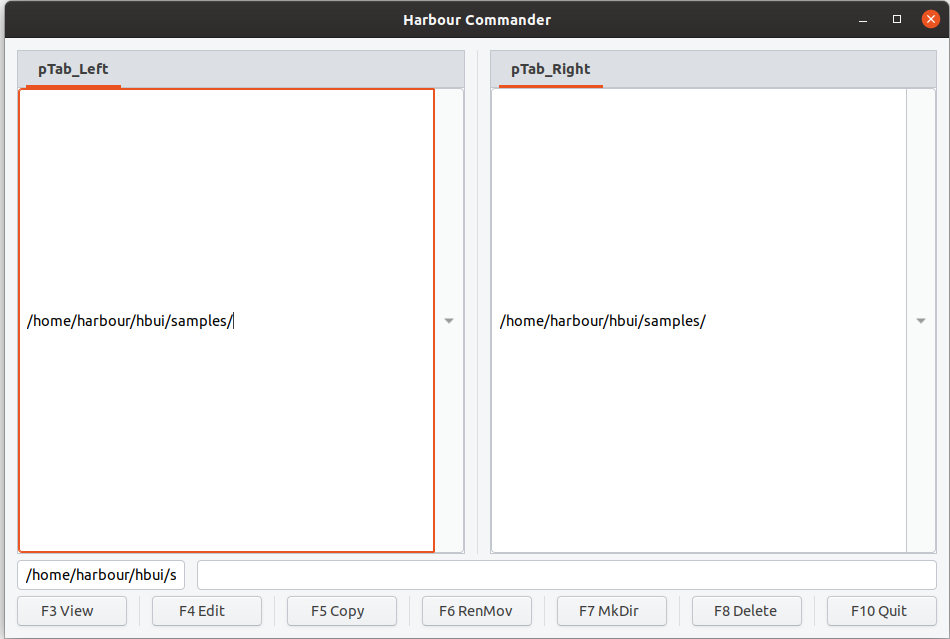 Harbour Commander
pTab_Left
pTab_Right
/home/harbour/hbui/samples/
/home/harbour/hbui/samples/
/home/harbour/hbui/s
F3 View
F4 Edit
F5 Copy
F6 RenMov
F7 MkDir
F8 Delete
F10 Quit